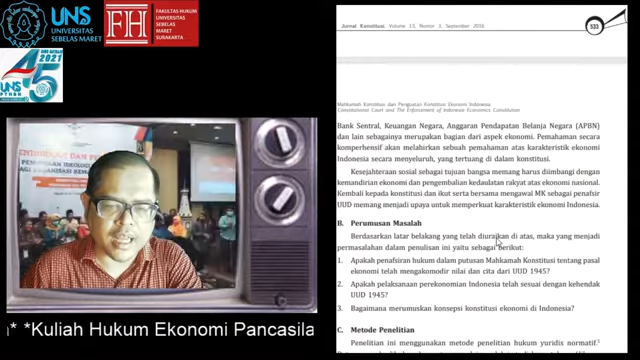 UNS
UNIVERSITAS
SEBELAS MARET
FH
FAKULTAS HUKUM
UNIVERSITAS
SEBELAS
MARET
SURAKARTA
45
2021
UNS
PTNBH
Jurnal Konstitusi, Volume 13, Nomor 3, September 2016
533
Mahkamah Konstitusi dan Penguatan Konstitusi Ekonomi Indonesia
Constitutional Court and The Enforcement of Indonesia Economics Constitution
Bank Sentral, Keuangan Negara, Anggaran Pendapatan Belanja Negara (APBN)
dan lain sebagainya merupakan bagian dari aspek ekonomi. Pemahaman secara
komperhensif akan melahirkan sebuah pemahaman atas karakteristik ekonomi
Indonesia secara menyeluruh, yang tertuang di dalam konstitusi.
Kesejahteraan sosial sebagai tujuan bangsa memang harus diimbangi dengan
kemandirian ekonomi dan pengembalian kedaulatan rakyat atas ekonomi nasional.
Kembali kepada konstitusi dan ikut serta bersama mengawal MK sebagai penafsir
UUD memang menjadi upaya untuk memperkuat karakteristik ekonomi Indonesia.
B. Perumusan Masalah
Berdasarkan latar belakang yang telah diuraikan di atas, maka yang menjadi
permasalahan dalam penulisan ini yaitu sebagai berikut:
1. Apakah penafsiran hukum dalam putusan Mahkamah Konstitusi tentang pasal
ekonomi telah mengakomodir nilai dan cita dari UUD 1945?
2. Apakah pelaksanaan perekonomian Indonesia telah sesuai dengan kehendak
UUD 1945?
3. Bagaimana merumuskan konsepsi konstitusi ekonomi di Indonesia?
C. Metode Penelitian
Penelitian ini menggunakan metode penelitian hukum yuridis normatif.5
* *Kuliah Hukum Ekonomi Pancasila